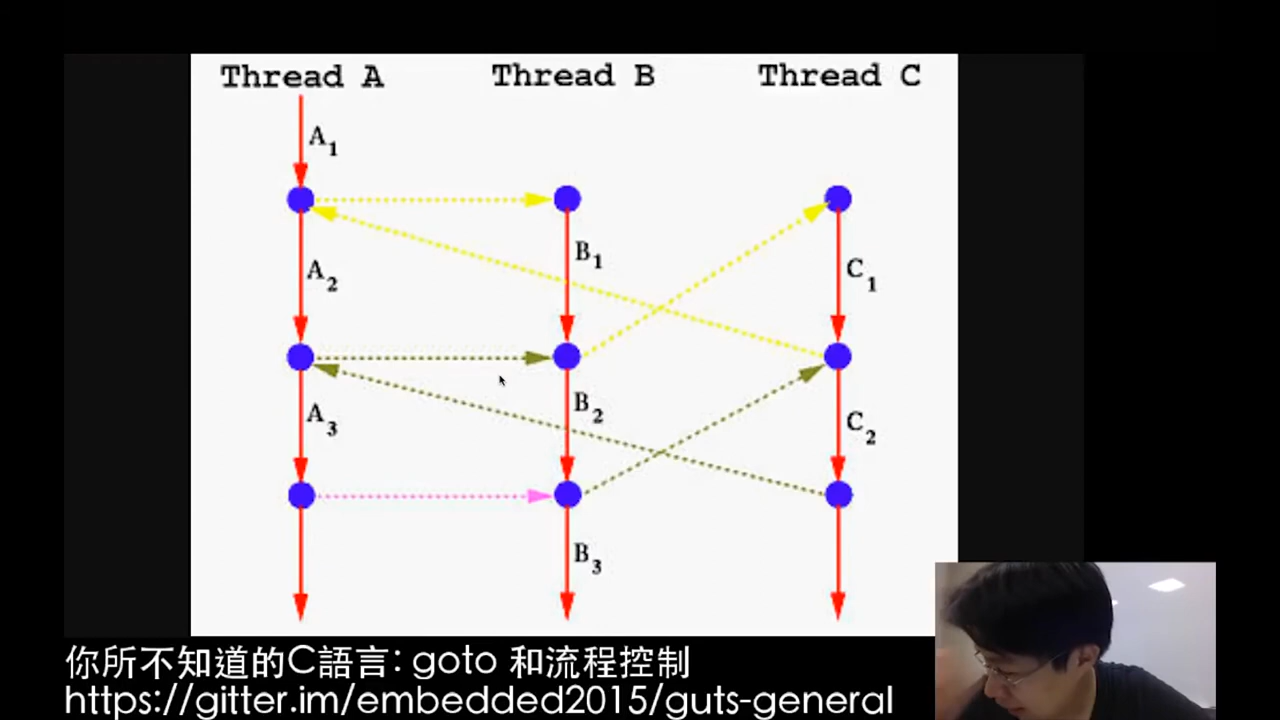 Thread A Thread B Thread C
A1
B1
A2
C1
B2
A3
C2
B3
你所不知道的C語言: goto 和流程控制
https://gitter.im/embedded2015/guts-general